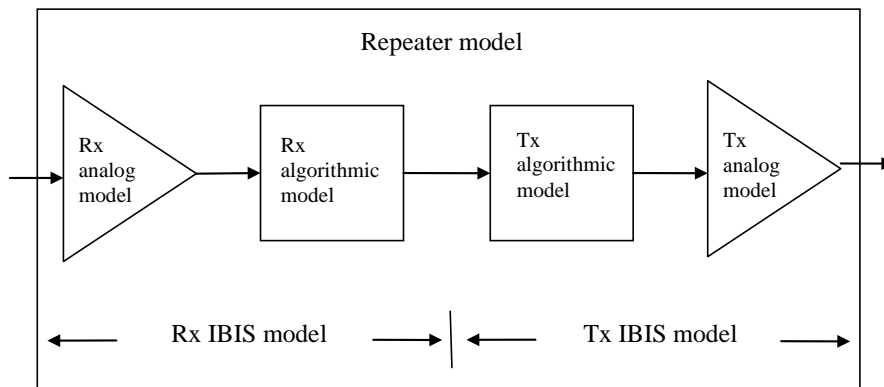 Repeater model
Rx
analog
model
Rx
algorithmic
model
Tx
algorithmic
model
Tx
analog
model
Rx IBIS model
Tx IBIS model